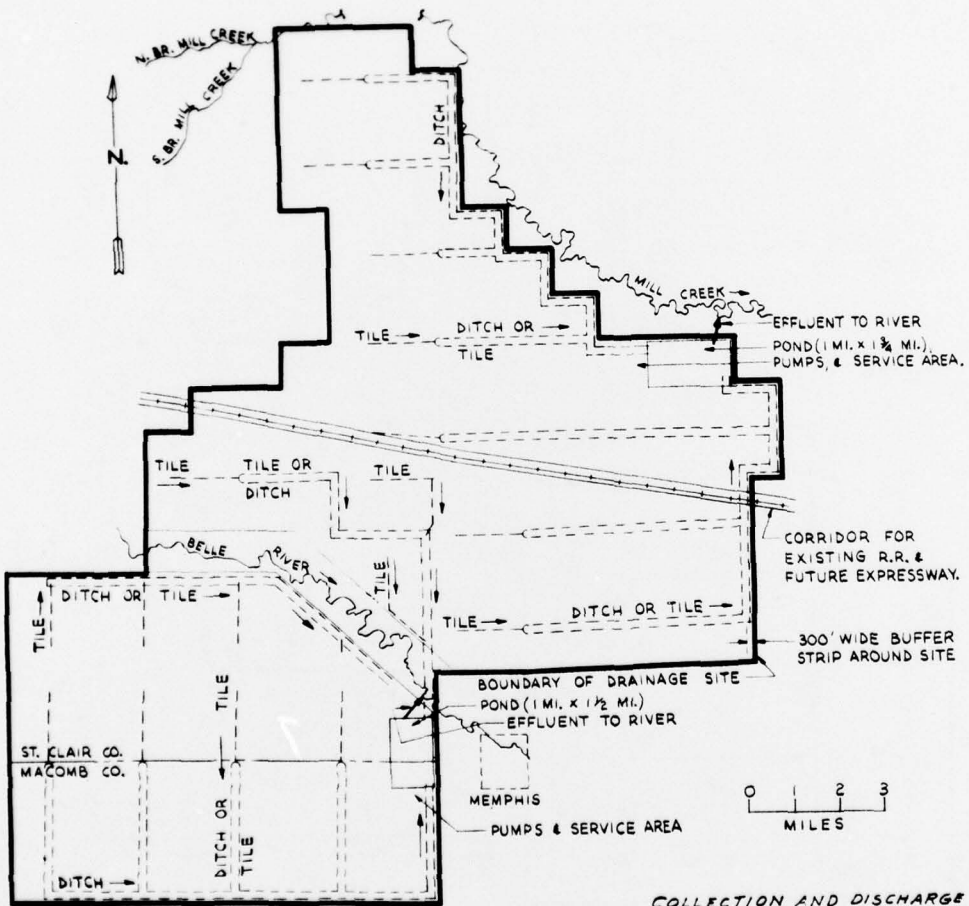 N. BR. MILL CREEK
S. BR. MILL CREEK
N.
DITCH
MILL CREEK
EFFLUENT TO RIVER
POND (1 MI. x 1 3/4 MI.),
PUMPS, & SERVICE AREA.
TILE
DITCH OR
TILE
TILE
TILE OR
DITCH
TILE
CORRIDOR FOR
EXISTING R.R. &
FUTURE EXPRESSWAY.
BELLE RIVER
TILE
DITCH OR TILE
TILE
TILE
DITCH OR TILE
300' WIDE BUFFER
STRIP AROUND SITE
BOUNDARY OF DRAINAGE SITE
POND (1 MI. x 1 1/2 MI.)
EFFLUENT TO RIVER
TILE
ST. CLAIR CO.
MACOMB CO.
MEMPHIS
0 1 2 3
MILES
PUMPS & SERVICE AREA
DITCH OR
TILE
DITCH
COLLECTION AND DISCHARGE